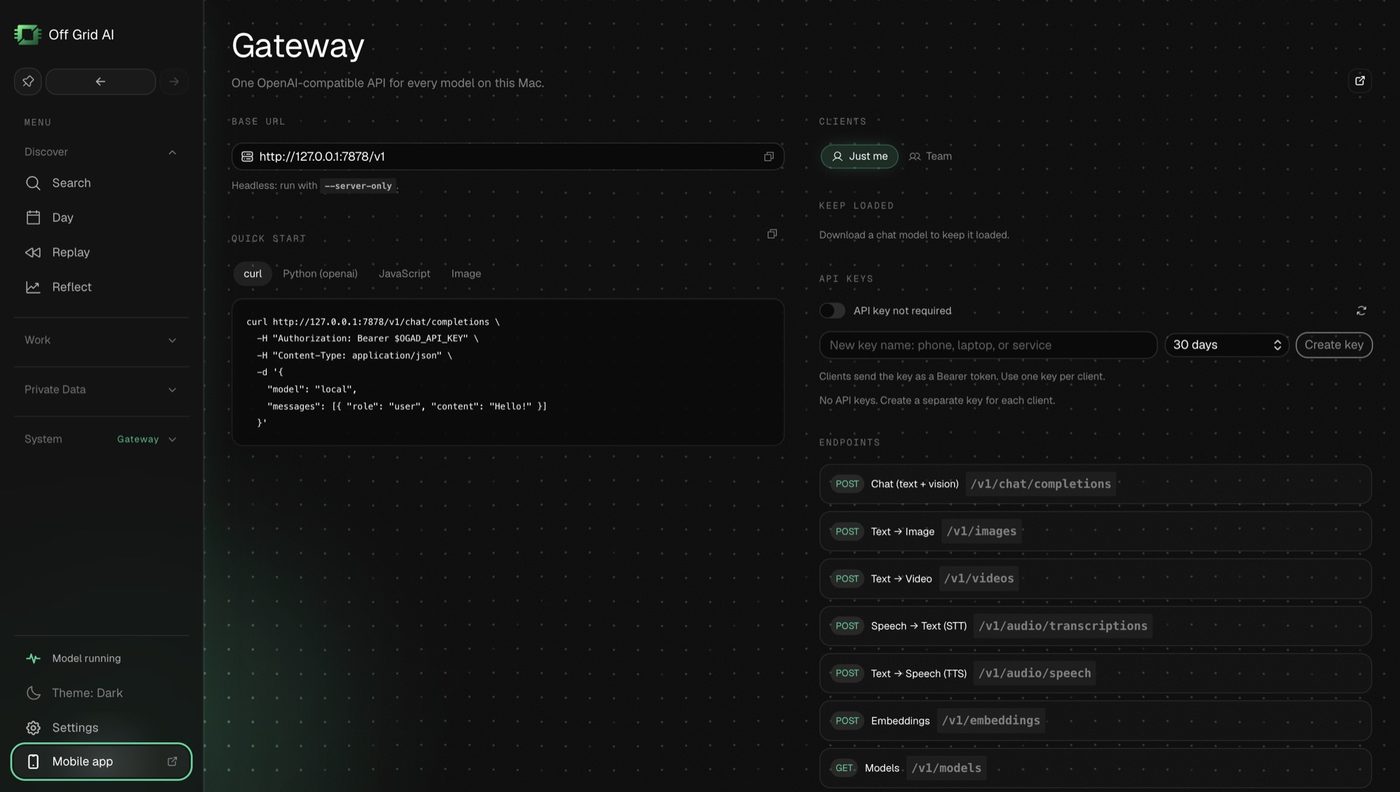 Off Grid AI
MENU
Discover
Search
Day
Replay
Reflect
Work
Private Data
System Gateway
Model running
Theme: Dark
Settings
Mobile app
Gateway
One OpenAI-compatible API for every model on this Mac.
BASE URL
http://127.0.0.1:7878/v1
Headless: run with --server-only.
QUICK START
curl Python (openai) JavaScript Image
curl http://127.0.0.1:7878/v1/chat/completions \
-H "Authorization: Bearer $OGAD_API_KEY" \
-H "Content-Type: application/json" \
-d '{
"model": "local",
"messages": [{ "role": "user", "content": "Hello!" }]
}'
CLIENTS
Just me Team
KEEP LOADED
Download a chat model to keep it loaded.
API KEYS
API key not required
New key name: phone, laptop, or service 30 days Create key
Clients send the key as a Bearer token. Use one key per client.
No API keys. Create a separate key for each client.
ENDPOINTS
POST Chat (text + vision) /v1/chat/completions
POST Text → Image /v1/images
POST Text → Video /v1/videos
POST Speech → Text (STT) /v1/audio/transcriptions
POST Text → Speech (TTS) /v1/audio/speech
POST Embeddings /v1/embeddings
GET Models /v1/models